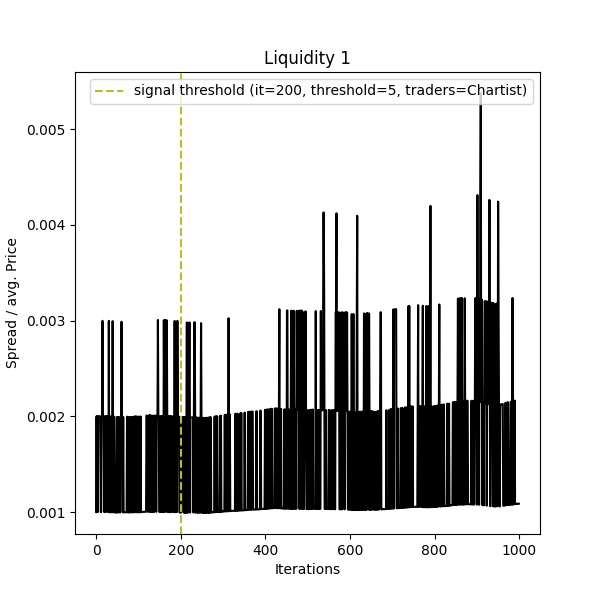 Liquidity 1
signal threshold (it=200, threshold=5, traders=Chartist)
0.005
0.004
0.003
0.002
0.001
Spread / avg. Price
0
200
400
600
800
1000
Iterations